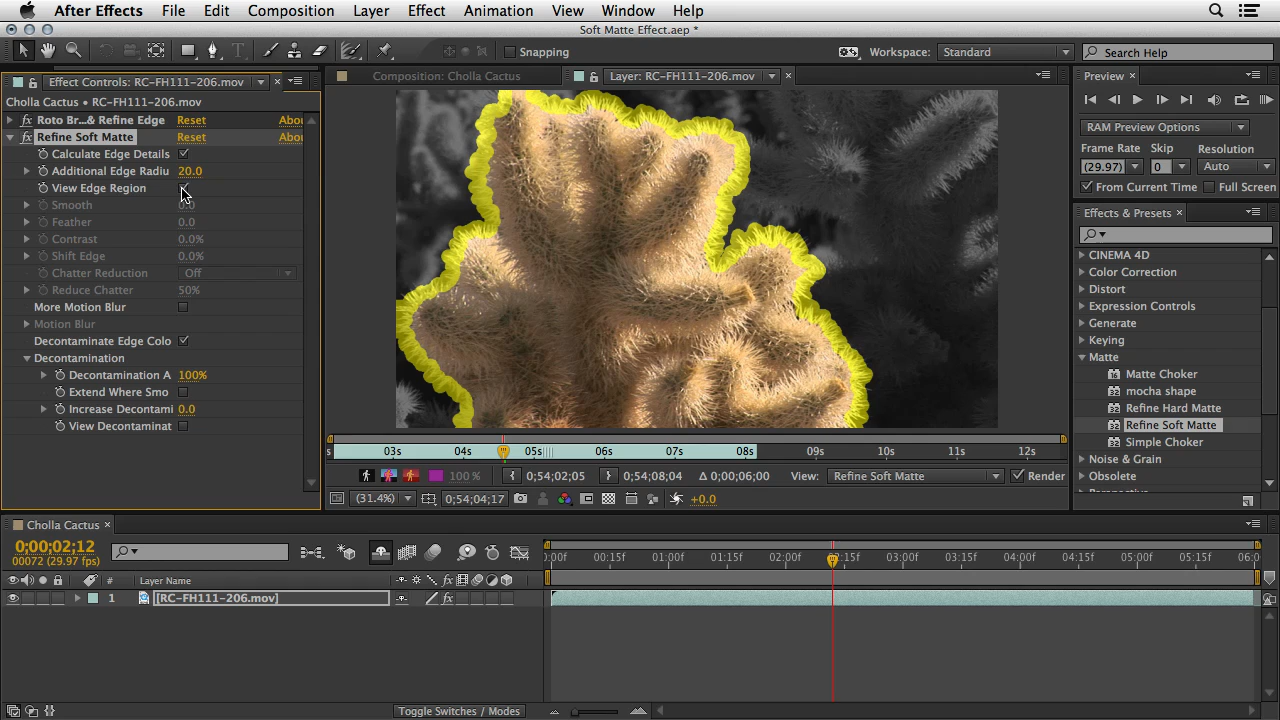 After Effects File Edit Composition Layer Effect Animation View Window Help
Soft Matte Effect.aep *
Snapping Workspace: Standard Search Help
Effect Controls: RC-FH111-206.mov
Cholla Cactus • RC-FH111-206.mov
fx Roto Br...& Refine Edge Reset Abou
fx Refine Soft Matte Reset Abou
Calculate Edge Details
Additional Edge Radiu 20.0
View Edge Region
Smooth 0.0
Feather 0.0
Contrast 0.0%
Shift Edge 0.0%
Chatter Reduction Off
Reduce Chatter 50%
More Motion Blur
Motion Blur
Decontaminate Edge Colo
Decontamination
Decontamination A 100%
Extend Where Smo
Increase Decontami 0.0
View Decontaminat
Composition: Cholla Cactus Layer: RC-FH111-206.mov
s 03s 04s 05s 06s 07s 08s 09s 10s 11s 12s
100 % 0;54;02;05 0;54;08;04 Δ 0;00;06;00 View: Refine Soft Matte Render
(31.4%) 0;54;04;17 +0.0
Preview
RAM Preview Options
Frame Rate Skip Resolution
(29.97) 0 Auto
From Current Time Full Screen
Effects & Presets
CINEMA 4D
Color Correction
Distort
Expression Controls
Generate
Keying
Matte
Matte Choker
mocha shape
Refine Hard Matte
Refine Soft Matte
Simple Choker
Noise & Grain
Obsolete
Cholla Cactus
0;00;02;12
00072 (29.97 fps)
# Layer Name fx
1 [RC-FH111-206.mov] fx
:00f 00:15f 01:00f 01:15f 02:00f 02:15f 03:00f 03:15f 04:00f 04:15f 05:00f 05:15f 06:0
Toggle Switches / Modes